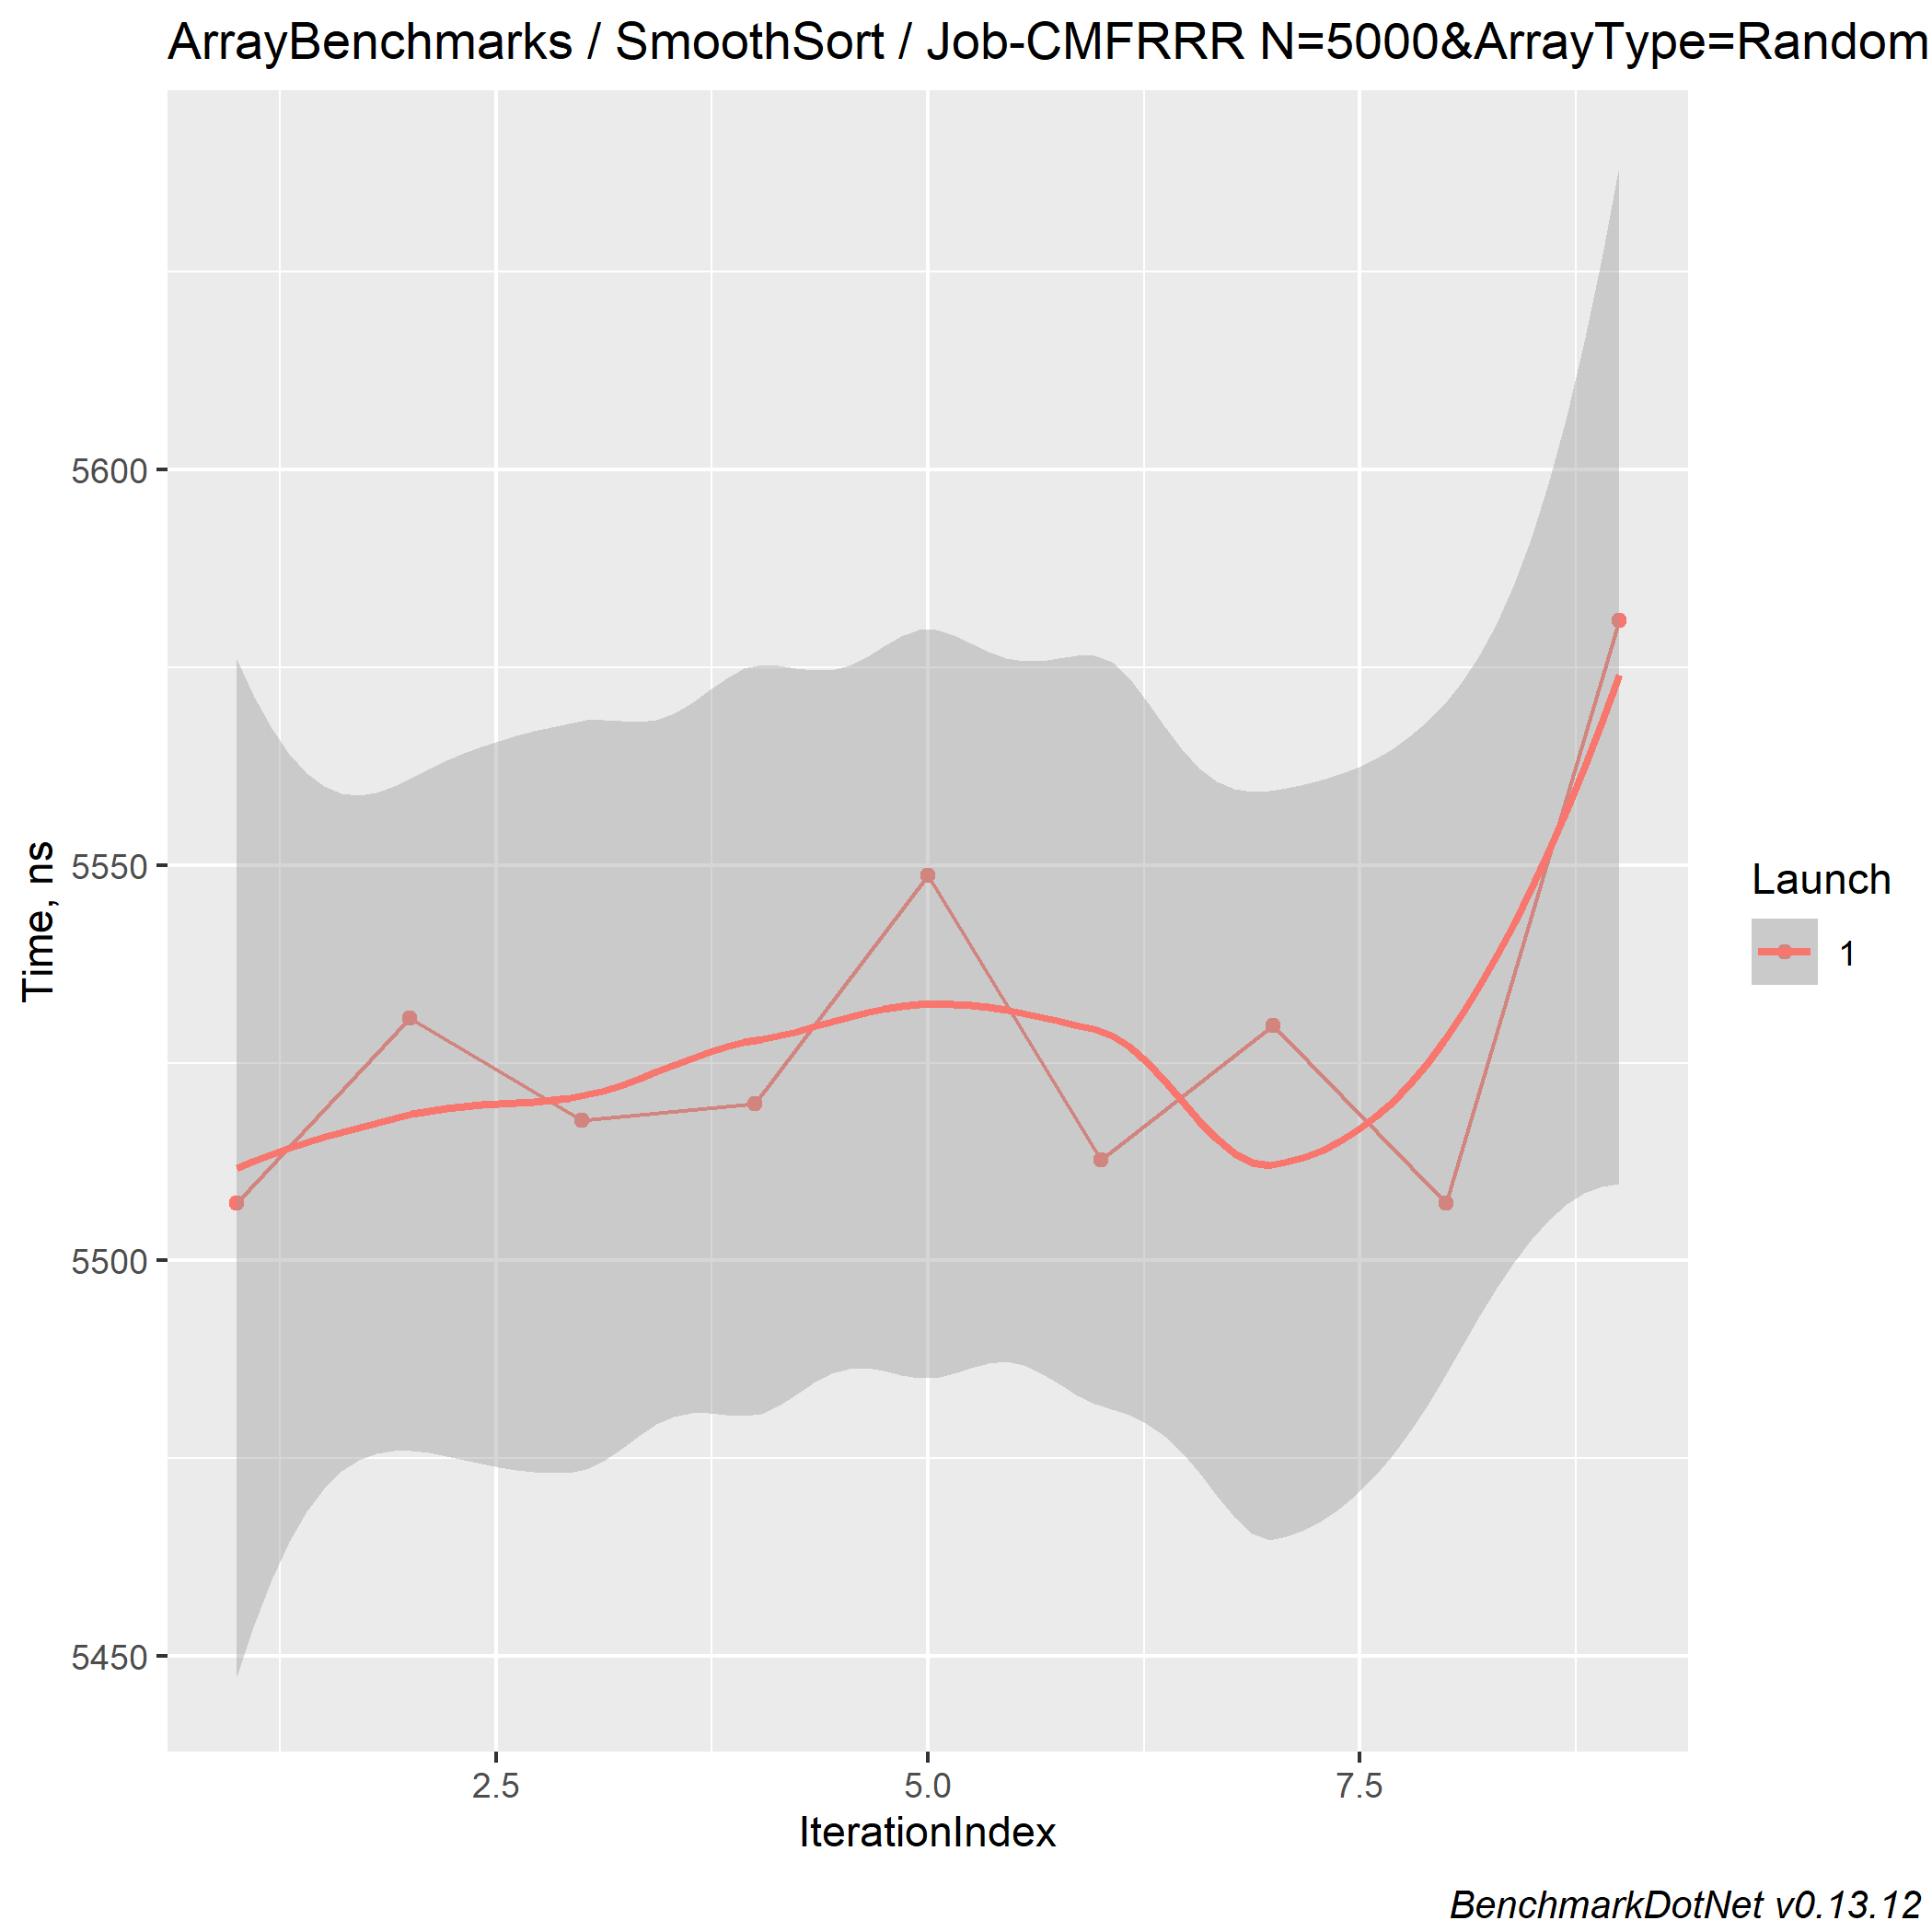 ArrayBenchmarks / SmoothSort / Job-CMFRRR N=5000&ArrayType=Random
5600
5550
5500
5450
Time, ns
2.5 5.0 7.5
IterationIndex
Launch
1
BenchmarkDotNet v0.13.12